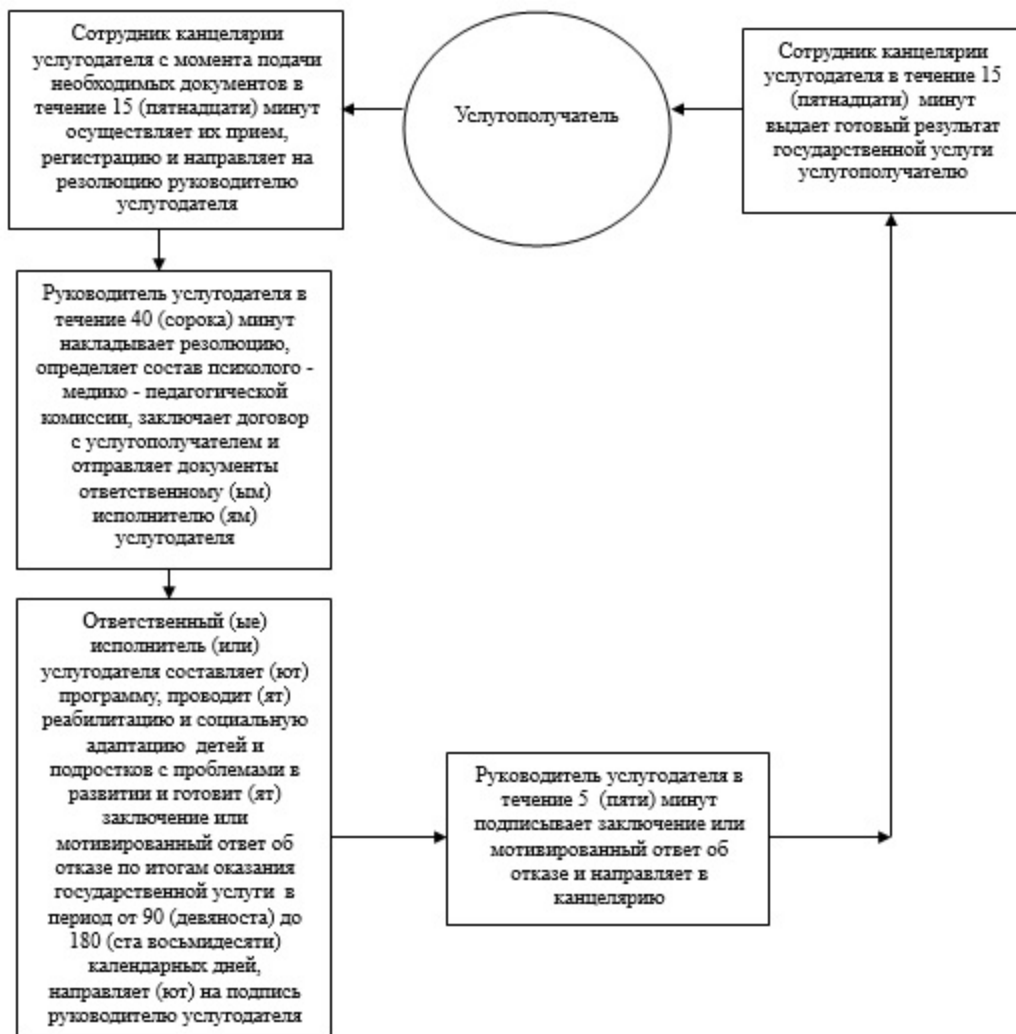 Сотрудник канцелярии
услугодателя с момента подачи
необходимых документов в
течение 15 (пятнадцати) минут
осуществляет их прием,
регистрацию и направляет на
резолюцию руководителю
услугодателя
Услугополучатель
Сотрудник канцелярии
услугодателя в течение 15
(пятнадцати) минут
выдает готовый результат
государственной услуги
услугополучателю
Руководитель услугодателя в
течение 40 (сорока) минут
накладывает резолюцию,
определяет состав психолого -
медико - педагогической
комиссии, заключает договор
с услугополучателем и
отправляет документы
ответственному (ым)
исполнителю (ям)
услугодателя
Ответственный (ые)
исполнитель (или)
услугодателя составляет (ют)
программу, проводит (ят)
реабилитацию и социальную
адаптацию детей и
подростков с проблемами в
развитии и готовит (ят)
заключение или
мотивированный ответ об
отказе по итогам оказания
государственной услуги в
период от 90 (девяноста) до
180 (ста восьмидесяти)
календарных дней,
направляет (ют) на подпись
руководителю услугодателя
Руководитель услугодателя в
течение 5 (пяти) минут
подписывает заключение или
мотивированный ответ об
отказе и направляет в
канцелярию